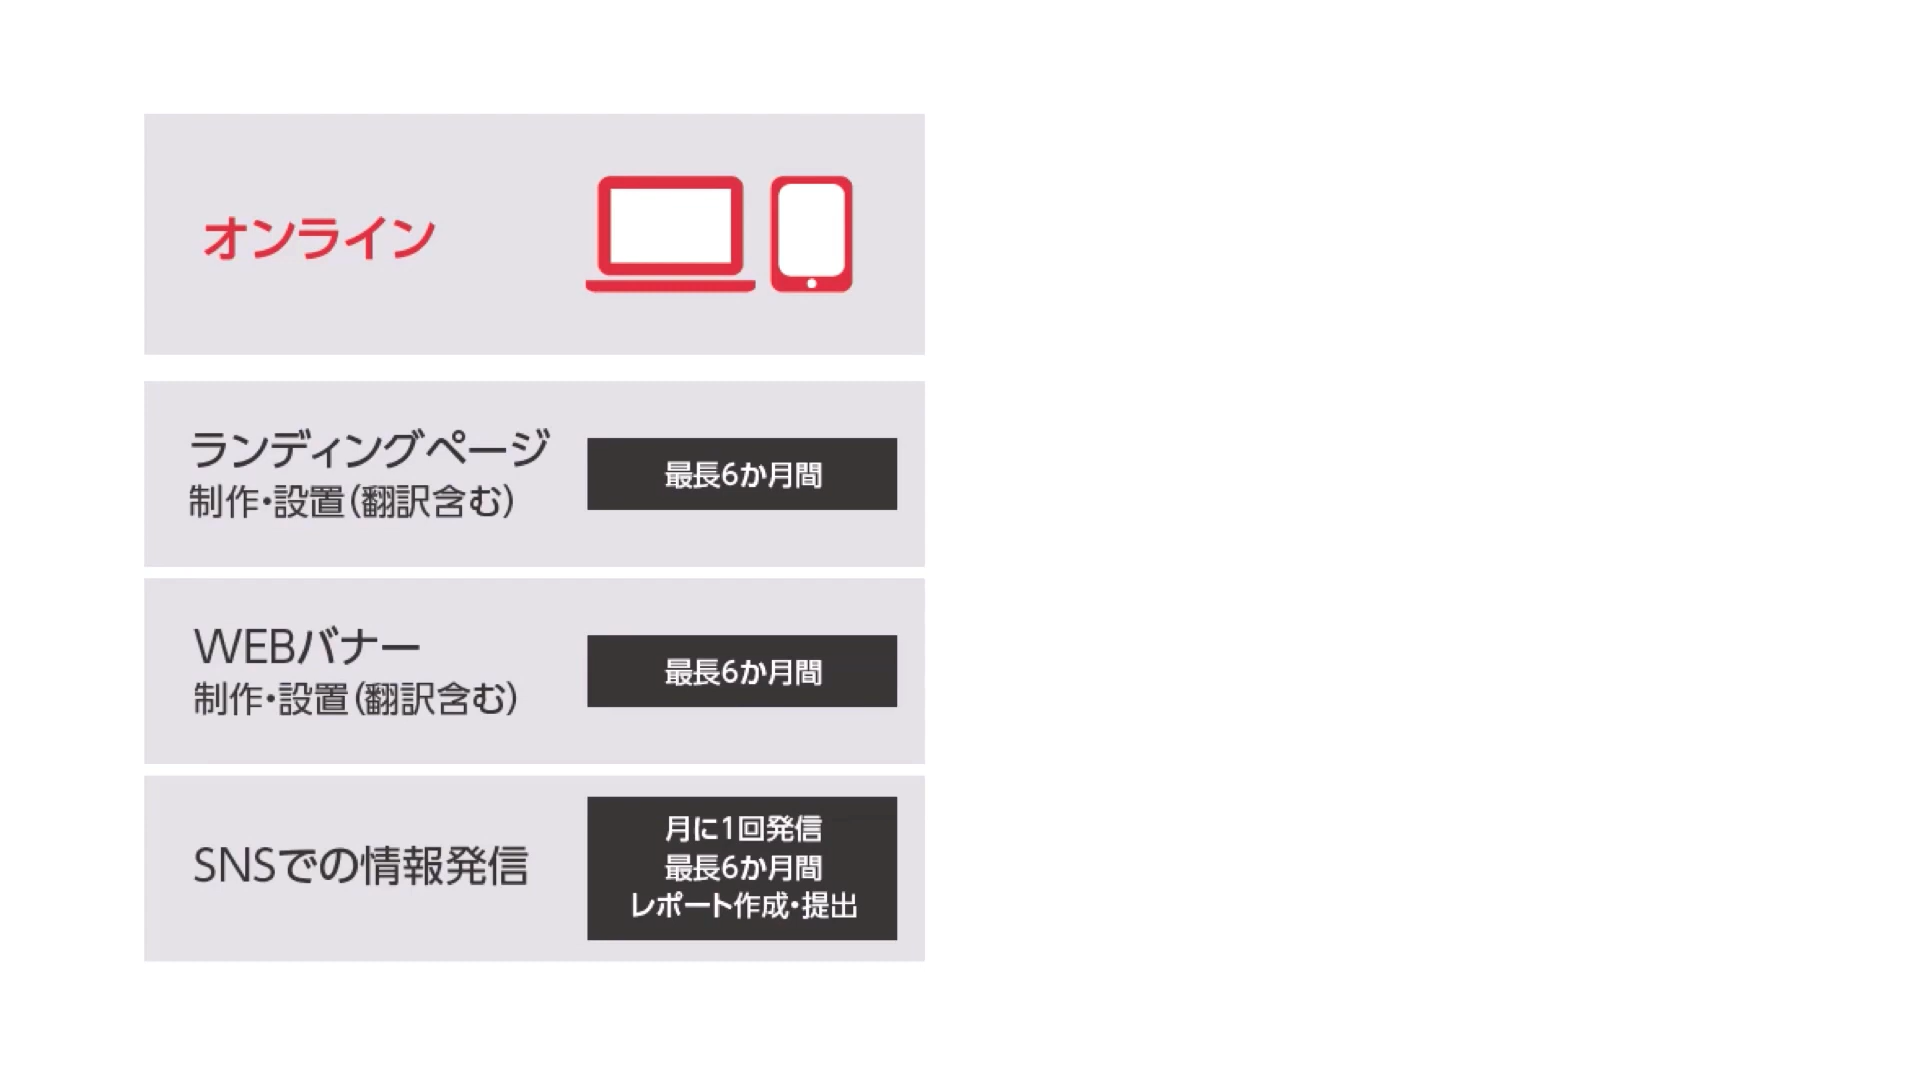 オンライン
ランディングページ
制作・設置(翻訳含む)
最長6か月間
WEBバナー
制作・設置(翻訳含む)
最長6か月間
SNSでの情報発信
月に1回発信
最長6か月間
レポート作成・提出